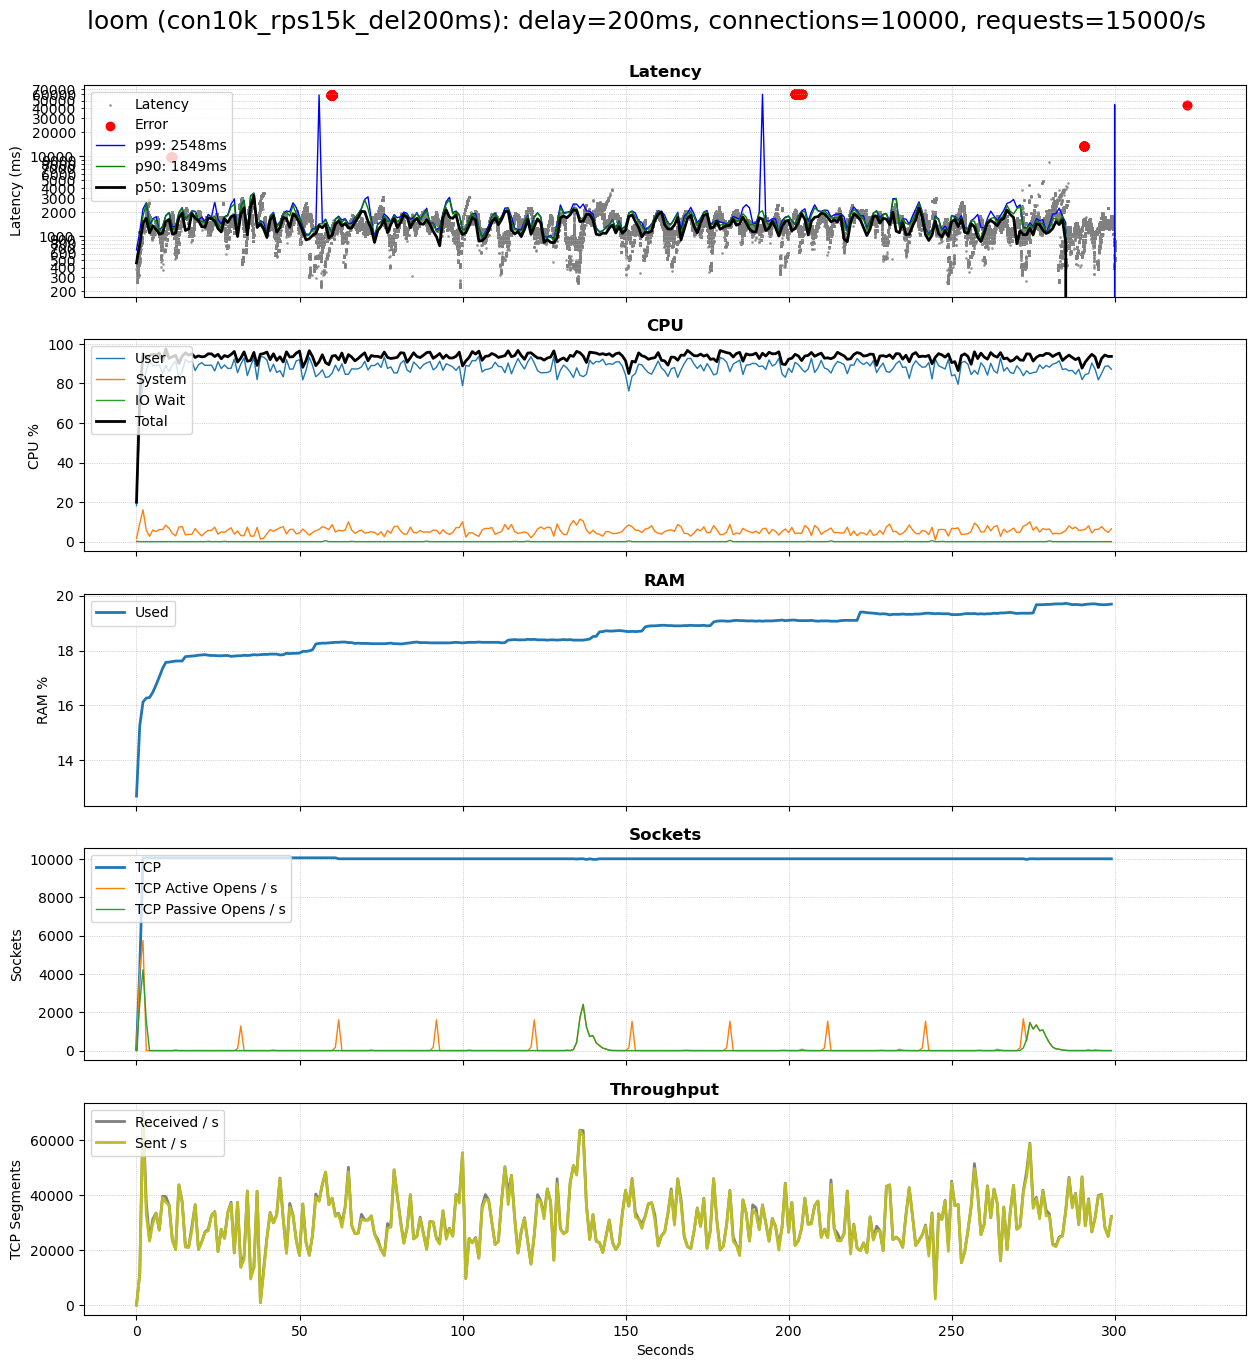 loom (con10k_rps15k_del200ms): delay=200ms, connections=10000, requests=15000/s
Latency
70000
60000
50000
40000
30000
20000
10000
9000
4000
3000
2000
1000
600
500
400
300
200
Latency (ms)
Latency
Error
p99: 2548ms
p90: 1849ms
p50: 1309ms
CPU
100
80
60
40
20
0
CPU %
User
System
IO Wait
Total
RAM
20
18
16
14
RAM %
Used
Sockets
10000
8000
6000
4000
2000
0
Sockets
TCP
TCP Active Opens / s
TCP Passive Opens / s
Throughput
60000
40000
20000
0
TCP Segments
Received / s
Sent / s
0 50 100 150 200 250 300
Seconds